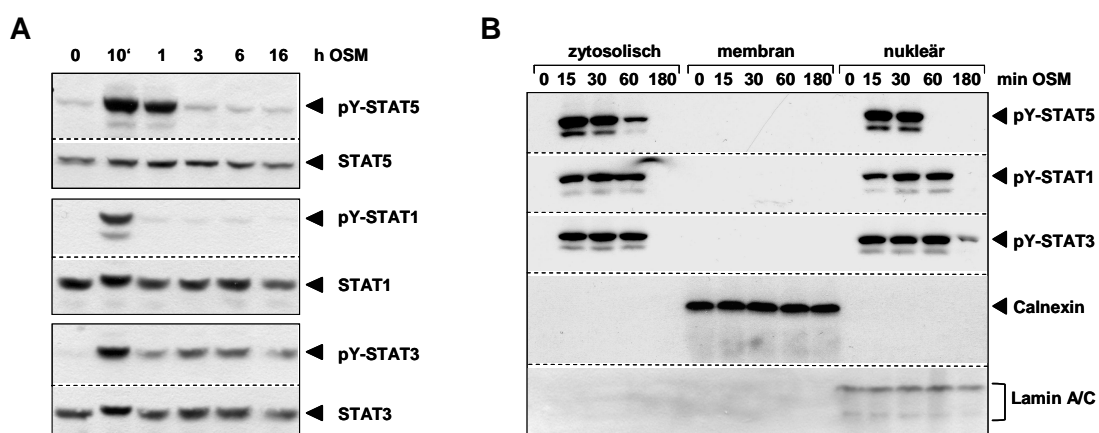 A
0 10‘ 1 3 6 16 h OSM
pY-STAT5
STAT5
pY-STAT1
STAT1
pY-STAT3
STAT3
B
zytosolisch membran nukleär
0 15 30 60 180 0 15 30 60 180 0 15 30 60 180 min OSM
pY-STAT5
pY-STAT1
pY-STAT3
Calnexin
Lamin A/C